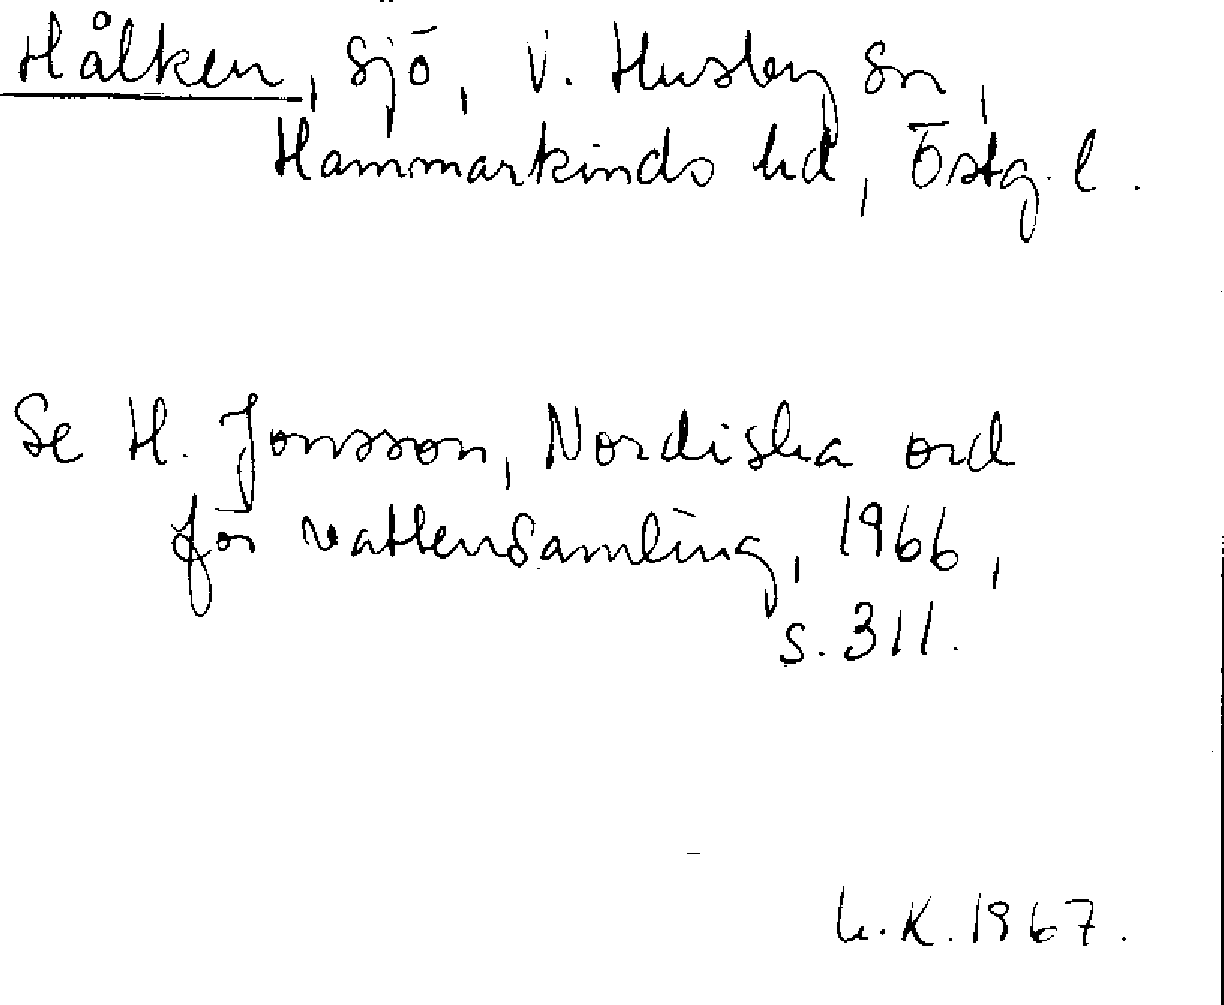 Hålken, sjö, V. Husby sn,
Hammarkinds hd, Östg. l.
Se H. Jonsson, Nordiska ord
för vattensamling, 1966,
s. 311.
L.K. 1967.